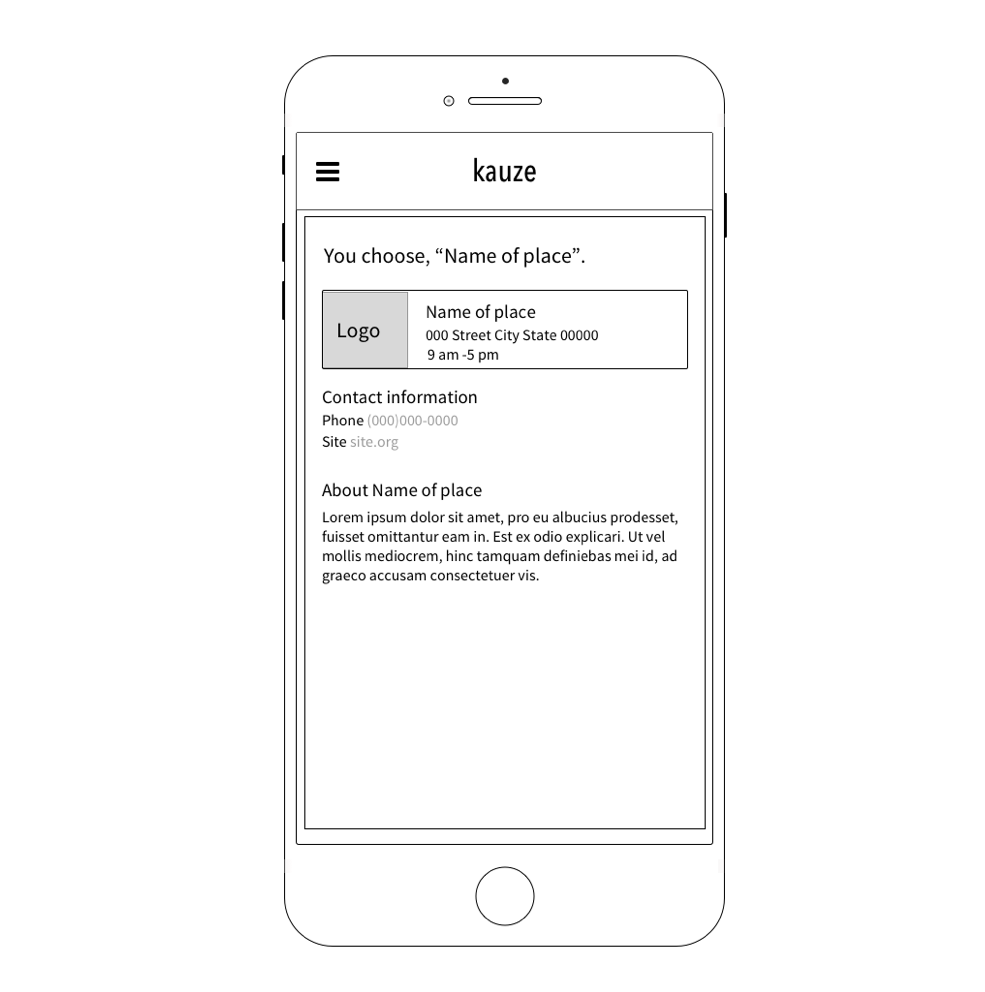 kauze
You choose, “Name of place”.
Logo
Name of place
000 Street City State 00000
9 am -5 pm
Contact information
Phone (000)000-0000
Site site.org
About Name of place
Lorem ipsum dolor sit amet, pro eu albucius prodesset,
fuisset omittantur eam in. Est ex odio explicari. Ut vel
mollis mediocrem, hinc tamquam definiebas mei id, ad
graeco accusam consectetuer vis.